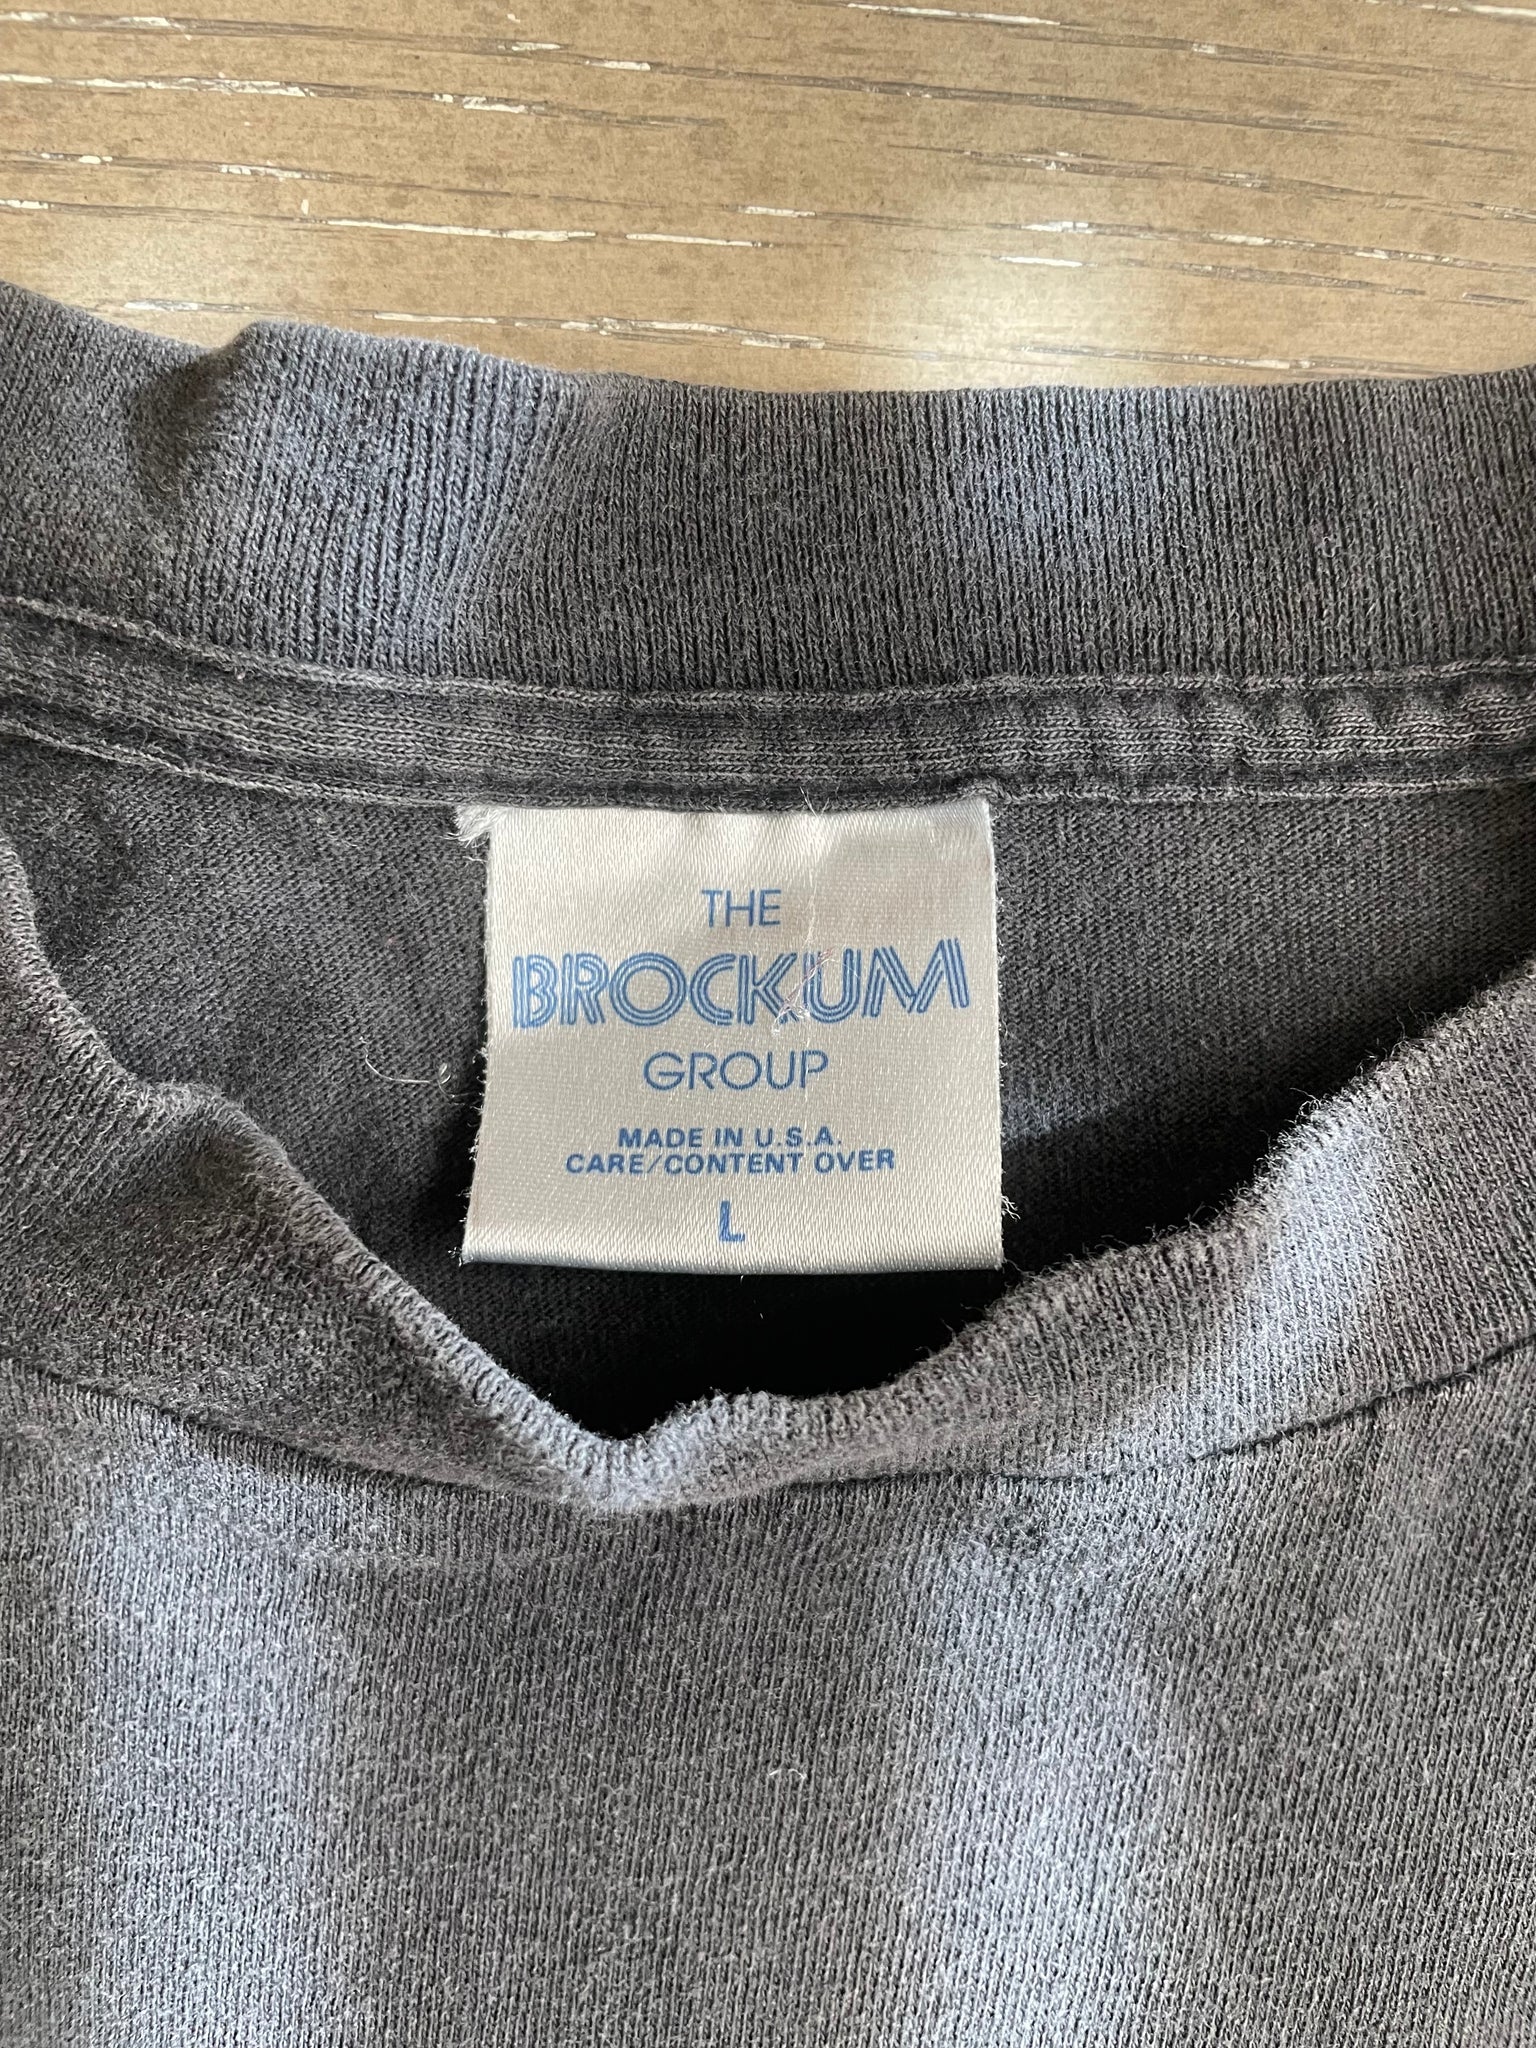 THE
BROCKUM
GROUP
MADE IN U.S.A.
CARE/CONTENT OVER
L